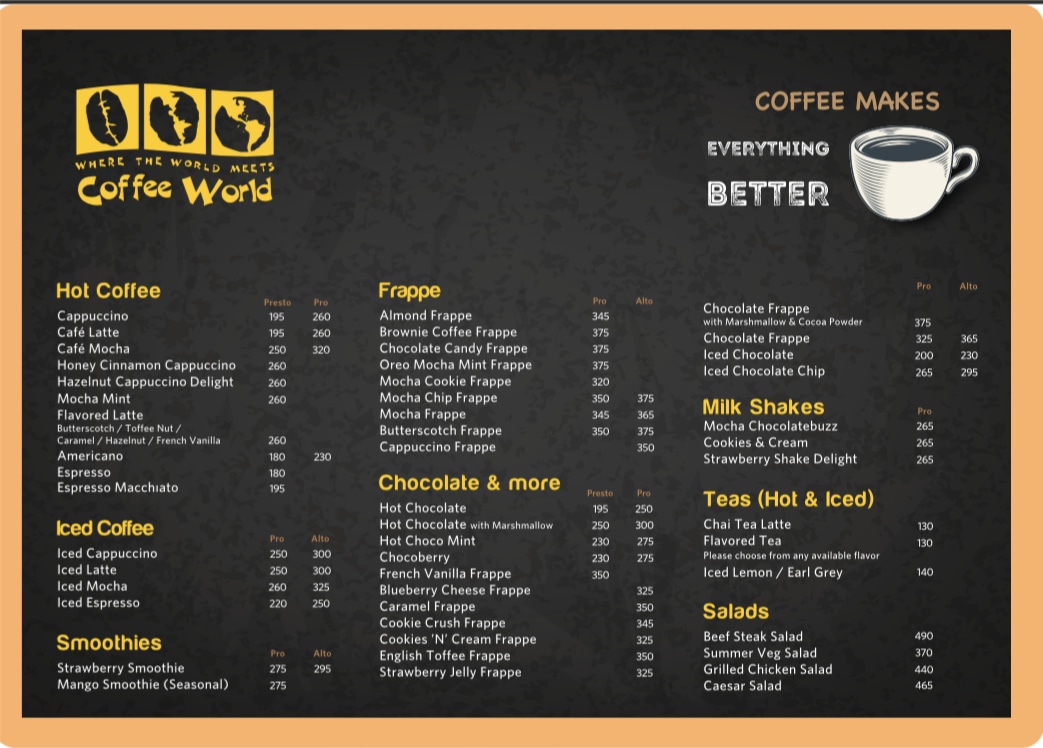 WHERE THE WORLD MEETS
Coffee World
COFFEE MAKES
EVERYTHING
BETTER
Hot Coffee
Presto Pro
Cappuccino 195 260
Café Latte 195 260
Café Mocha 250 320
Honey Cinnamon Cappuccino 260
Hazelnut Cappuccino Delight 260
Mocha Mint 260
Flavored Latte
Butterscotch / Toffee Nut /
Caramel / Hazelnut / French Vanilla 260
Americano 180 230
Espresso 180
Espresso Macchiato 195
Iced Coffee
Pro Alto
Iced Cappuccino 250 300
Iced Latte 250 300
Iced Mocha 260 325
Iced Espresso 220 250
Smoothies
Pro Alto
Strawberry Smoothie 275 295
Mango Smoothie (Seasonal) 275
Frappe
Pro Alto
Almond Frappe 345
Brownie Coffee Frappe 375
Chocolate Candy Frappe 375
Oreo Mocha Mint Frappe 375
Mocha Cookie Frappe 320
Mocha Chip Frappe 350 375
Mocha Frappe 345 365
Butterscotch Frappe 350 375
Cappuccino Frappe 350
Chocolate & more
Presto Pro
Hot Chocolate 195 250
Hot Chocolate with Marshmallow 250 300
Hot Choco Mint 230 275
Chocoberry 230 275
French Vanilla Frappe 350
Blueberry Cheese Frappe 325
Caramel Frappe 350
Cookie Crush Frappe 345
Cookies 'N' Cream Frappe 325
English Toffee Frappe 350
Strawberry Jelly Frappe 325
Pro Alto
Chocolate Frappe
with Marshmallow & Cocoa Powder 375
Chocolate Frappe 325 365
Iced Chocolate 200 230
Iced Chocolate Chip 265 295
Milk Shakes
Pro
Mocha Chocolatebuzz 265
Cookies & Cream 265
Strawberry Shake Delight 265
Teas (Hot & Iced)
Chai Tea Latte 130
Flavored Tea 130
Please choose from any available flavor
Iced Lemon / Earl Grey 140
Salads
Beef Steak Salad 490
Summer Veg Salad 370
Grilled Chicken Salad 440
Caesar Salad 465